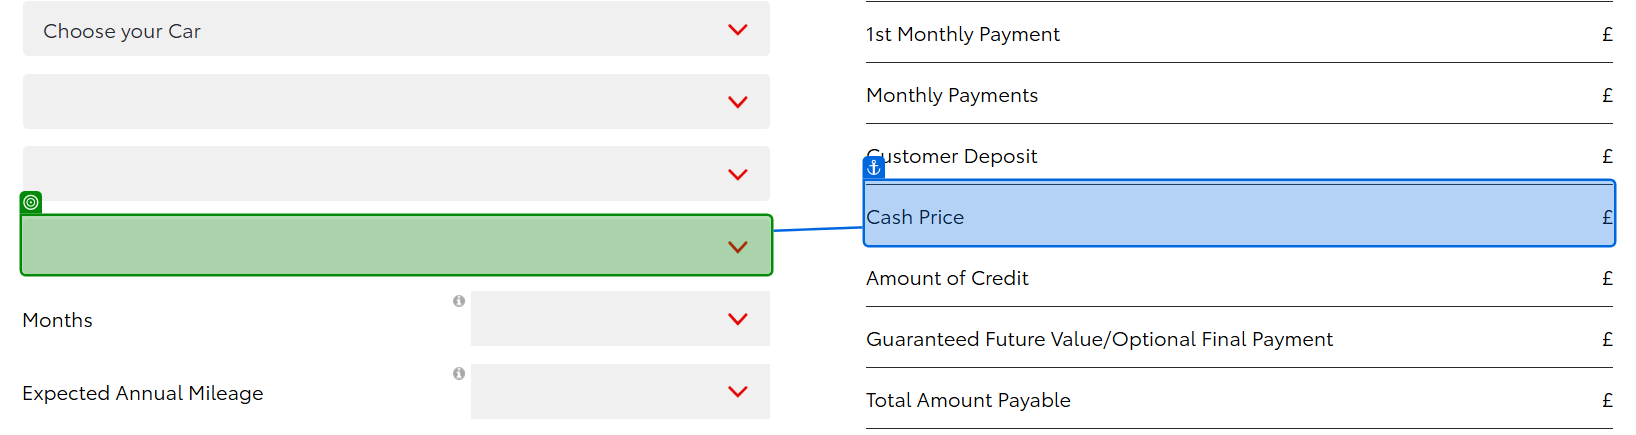 Choose your Car
Months
Expected Annual Mileage
1st Monthly Payment £
Monthly Payments £
Customer Deposit £
Cash Price £
Amount of Credit £
Guaranteed Future Value/Optional Final Payment £
Total Amount Payable £